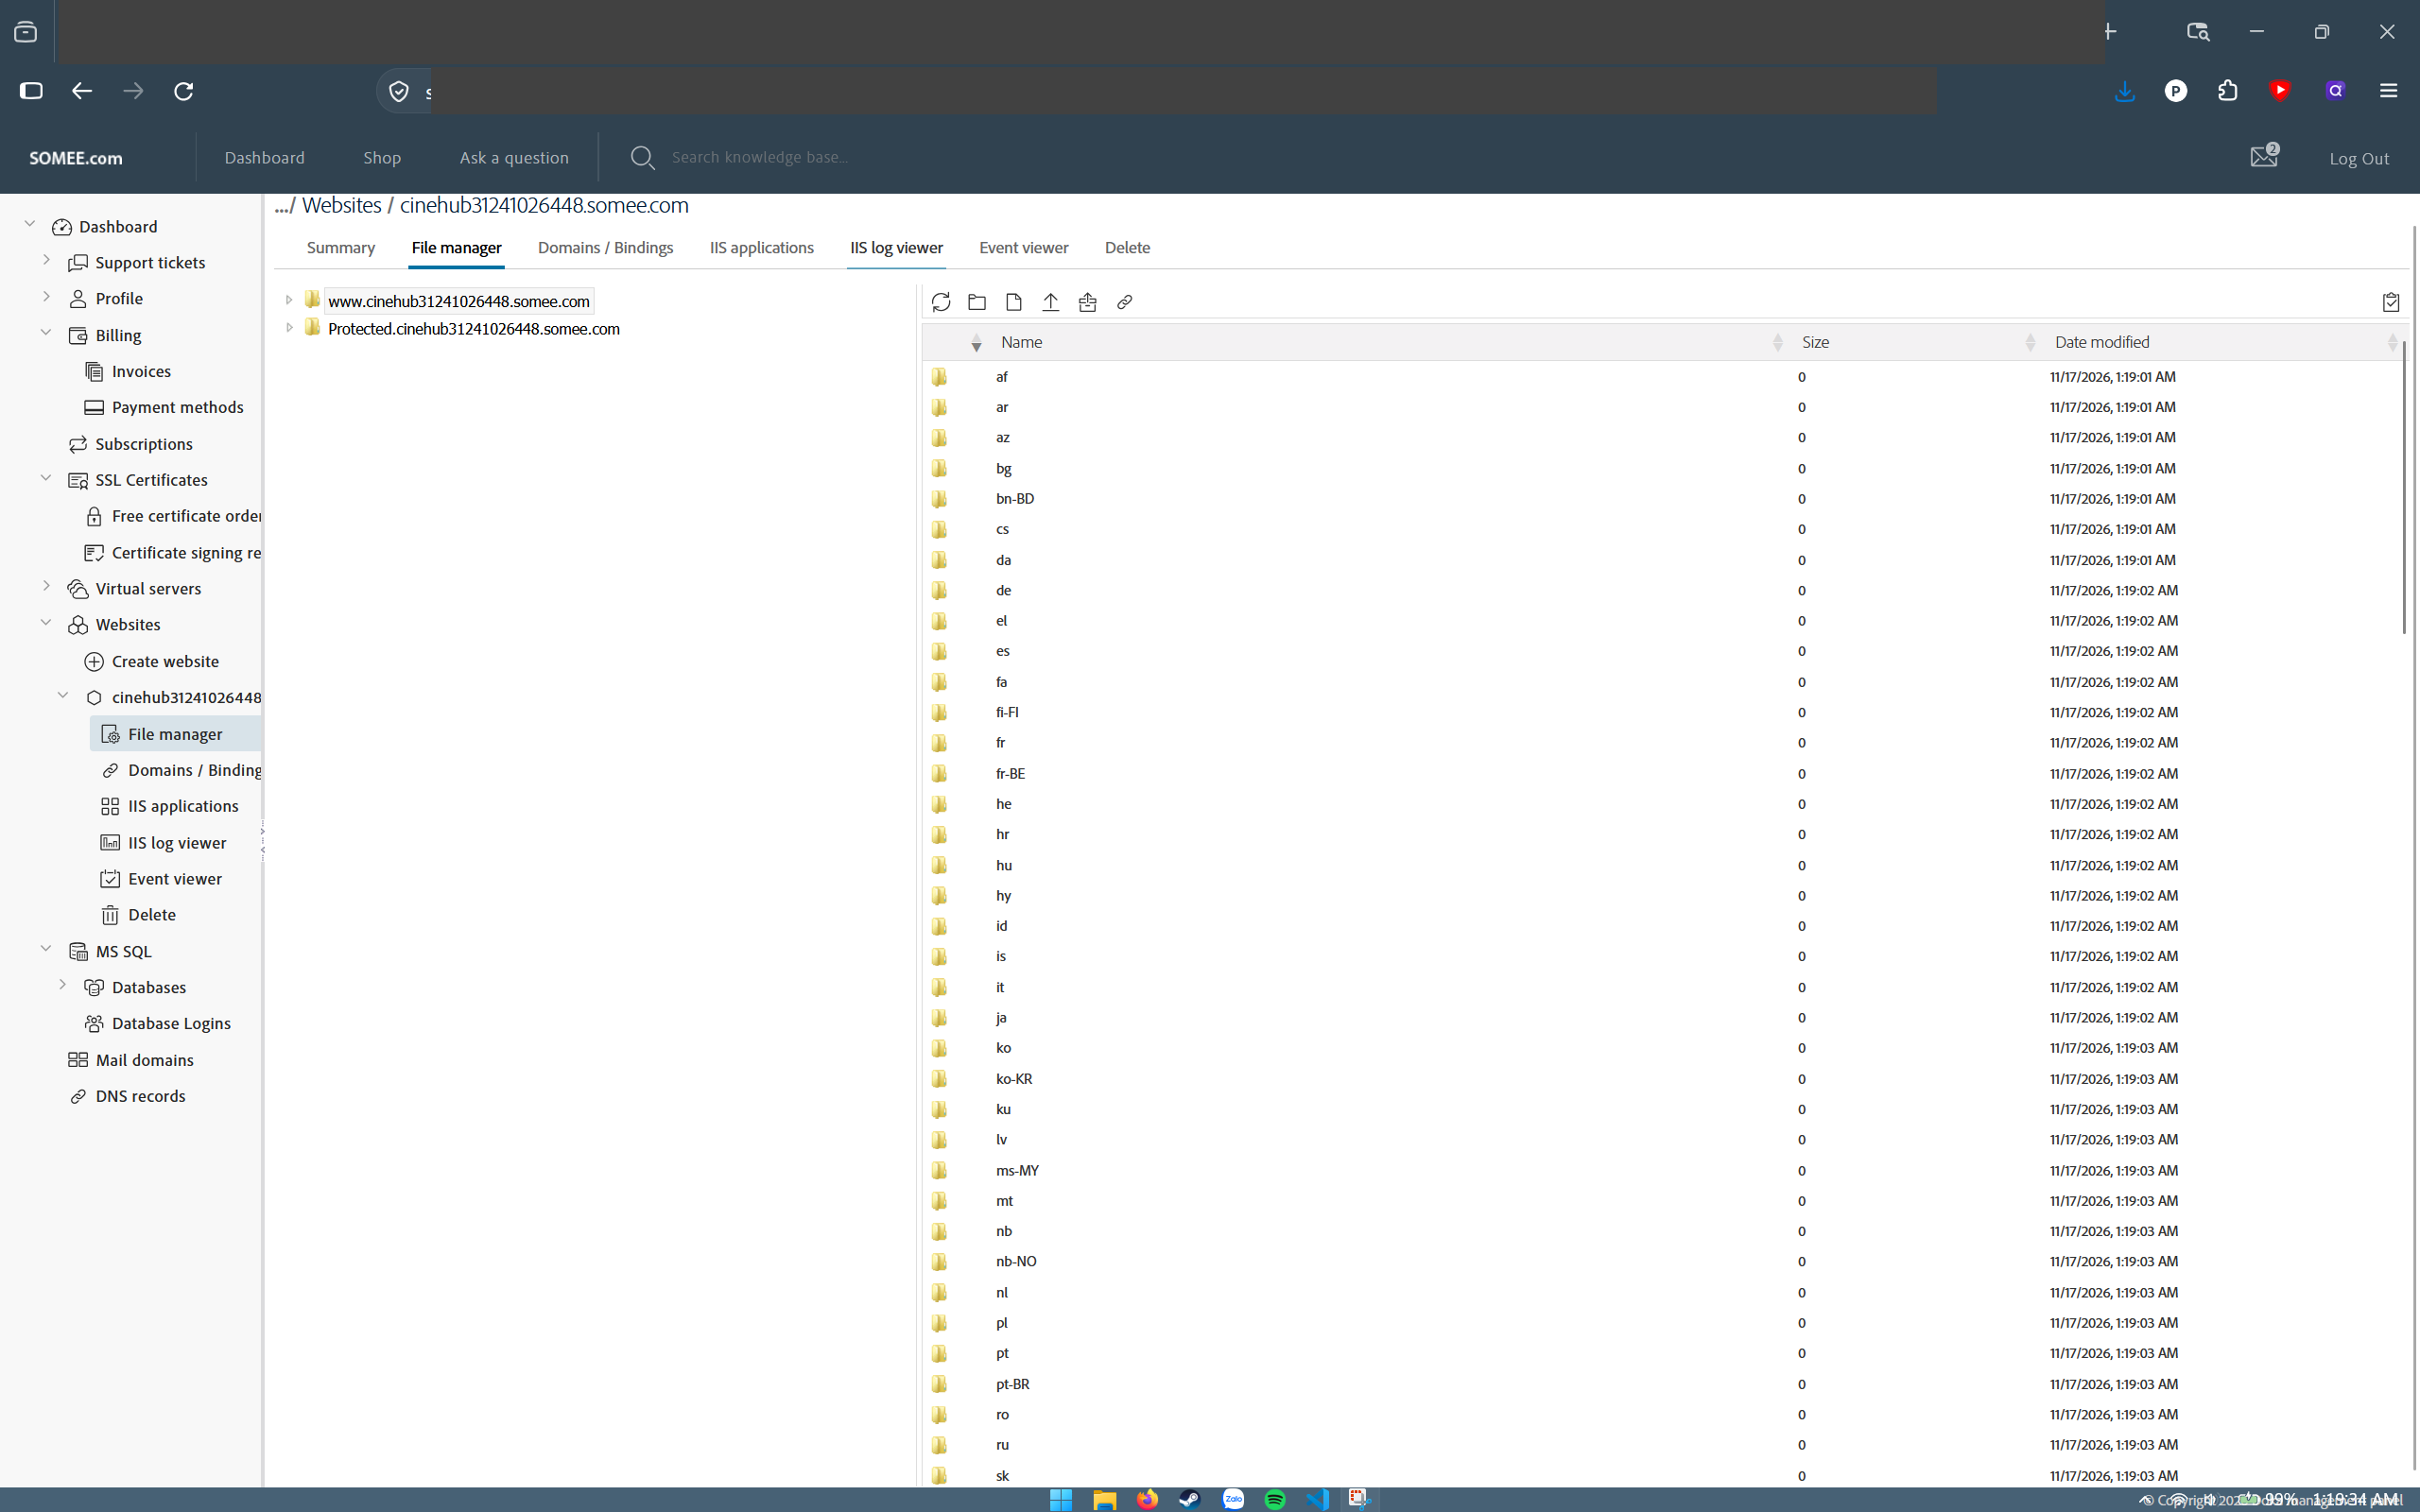 SOMEE.com
Dashboard
Shop
Ask a question
Search knowledge base...
2
Log Out
Dashboard
Support tickets
Profile
Billing
Invoices
Payment methods
Subscriptions
SSL Certificates
Free certificate order
Certificate signing re
Virtual servers
Websites
Create website
cinehub31241026448
File manager
Domains / Binding
IIS applications
IIS log viewer
Event viewer
Delete
MS SQL
Databases
Database Logins
Mail domains
DNS records
.../ Websites / cinehub31241026448.somee.com
Summary
File manager
Domains / Bindings
IIS applications
IIS log viewer
Event viewer
Delete
www.cinehub31241026448.somee.com
Protected.cinehub31241026448.somee.com
Name Size Date modified
af 0 11/17/2026, 1:19:01 AM
ar 0 11/17/2026, 1:19:01 AM
az 0 11/17/2026, 1:19:01 AM
bg 0 11/17/2026, 1:19:01 AM
bn-BD 0 11/17/2026, 1:19:01 AM
cs 0 11/17/2026, 1:19:01 AM
da 0 11/17/2026, 1:19:01 AM
de 0 11/17/2026, 1:19:02 AM
el 0 11/17/2026, 1:19:02 AM
es 0 11/17/2026, 1:19:02 AM
fa 0 11/17/2026, 1:19:02 AM
fi-FI 0 11/17/2026, 1:19:02 AM
fr 0 11/17/2026, 1:19:02 AM
fr-BE 0 11/17/2026, 1:19:02 AM
he 0 11/17/2026, 1:19:02 AM
hr 0 11/17/2026, 1:19:02 AM
hu 0 11/17/2026, 1:19:02 AM
hy 0 11/17/2026, 1:19:02 AM
id 0 11/17/2026, 1:19:02 AM
is 0 11/17/2026, 1:19:02 AM
it 0 11/17/2026, 1:19:02 AM
ja 0 11/17/2026, 1:19:02 AM
ko 0 11/17/2026, 1:19:03 AM
ko-KR 0 11/17/2026, 1:19:03 AM
ku 0 11/17/2026, 1:19:03 AM
lv 0 11/17/2026, 1:19:03 AM
ms-MY 0 11/17/2026, 1:19:03 AM
mt 0 11/17/2026, 1:19:03 AM
nb 0 11/17/2026, 1:19:03 AM
nb-NO 0 11/17/2026, 1:19:03 AM
nl 0 11/17/2026, 1:19:03 AM
pl 0 11/17/2026, 1:19:03 AM
pt 0 11/17/2026, 1:19:03 AM
pt-BR 0 11/17/2026, 1:19:03 AM
ro 0 11/17/2026, 1:19:03 AM
ru 0 11/17/2026, 1:19:03 AM
sk 0 11/17/2026, 1:19:03 AM
Zalo
99% 1:19:34 AM